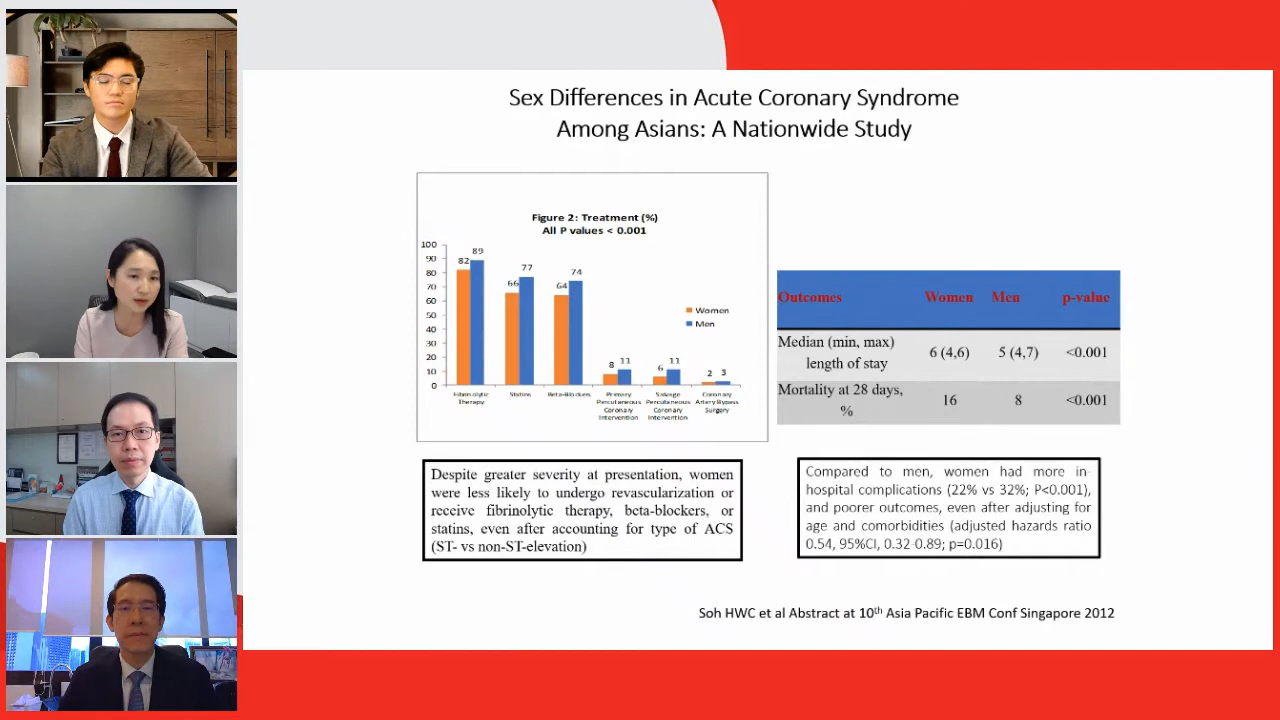 Sex Differences in Acute Coronary Syndrome
Among Asians: A Nationwide Study
Figure 2: Treatment (%)
All P values < 0.001
100
90
80
70
60
50
40
30
20
10
0
82
89
66
77
64
74
8
11
6
11
2
3
Fibrinolytic
Therapy
Statins
Beta-Blockers
Primary
Percutaneous
Coronary
Intervention
Salvage
Percutaneous
Coronary
Intervention
Coronary
Artery Bypass
Surgery
Women
Men
Outcomes Women Men p-value
Median (min, max)
length of stay
6 (4,6) 5 (4,7) <0.001
Mortality at 28 days,
%
16 8 <0.001
Despite greater severity at presentation, women
were less likely to undergo revascularization or
receive fibrinolytic therapy, beta-blockers, or
statins, even after accounting for type of ACS
(ST- vs non-ST-elevation)
Compared to men, women had more in-
hospital complications (22% vs 32%; P<0.001),
and poorer outcomes, even after adjusting for
age and comorbidities (adjusted hazards ratio
0.54, 95%CI, 0.32-0.89; p=0.016)
Soh HWC et al Abstract at 10th Asia Pacific EBM Conf Singapore 2012